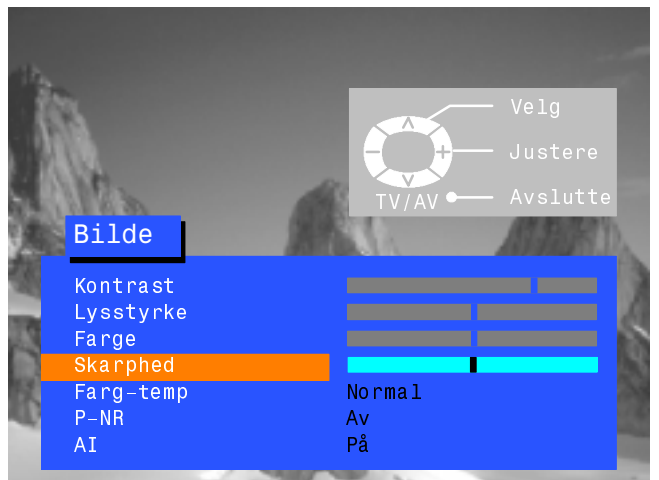 Velg
Justere
TV/AV Avslutte
Bilde
Kontrast
Lysstyrke
Farge
Skarphed
Farg-temp Normal
P-NR Av
AI På